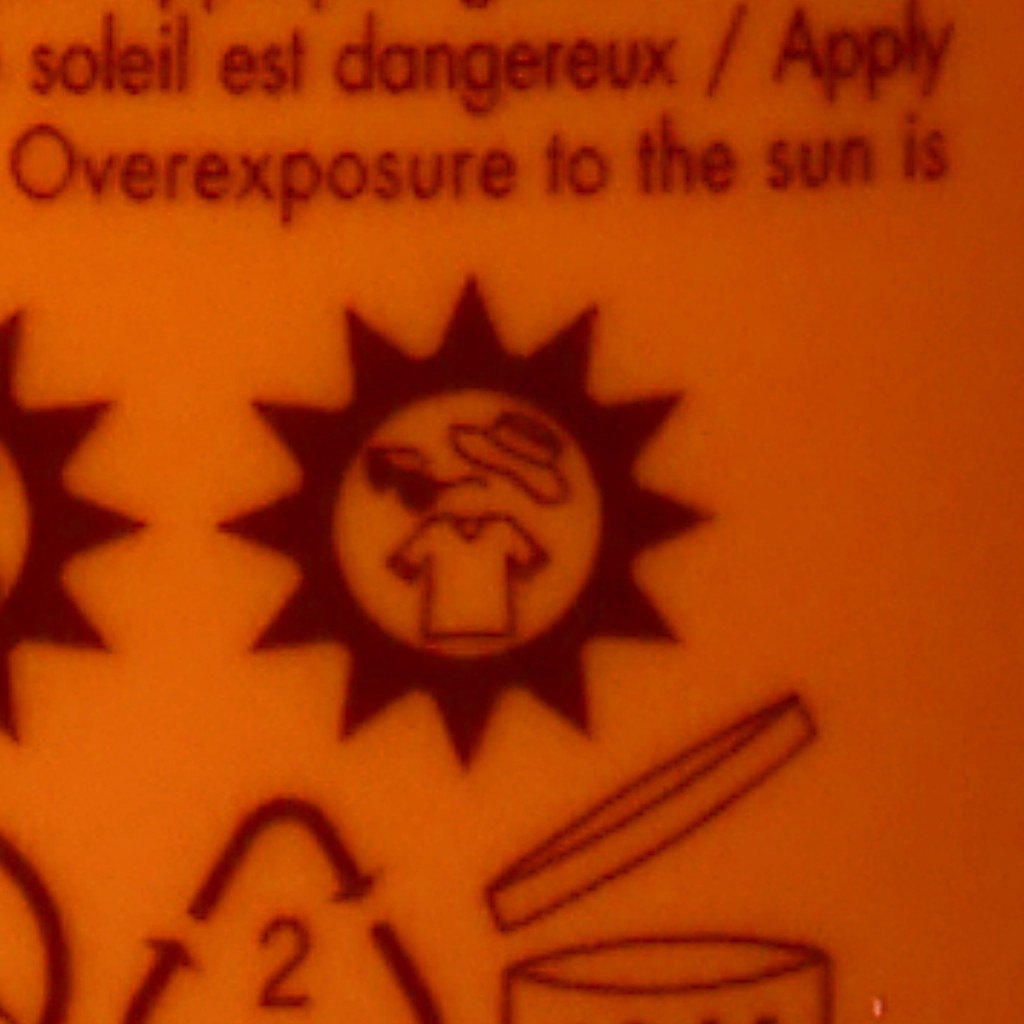 soleil est dangereux / Apply
Overexposure to the sun is
2